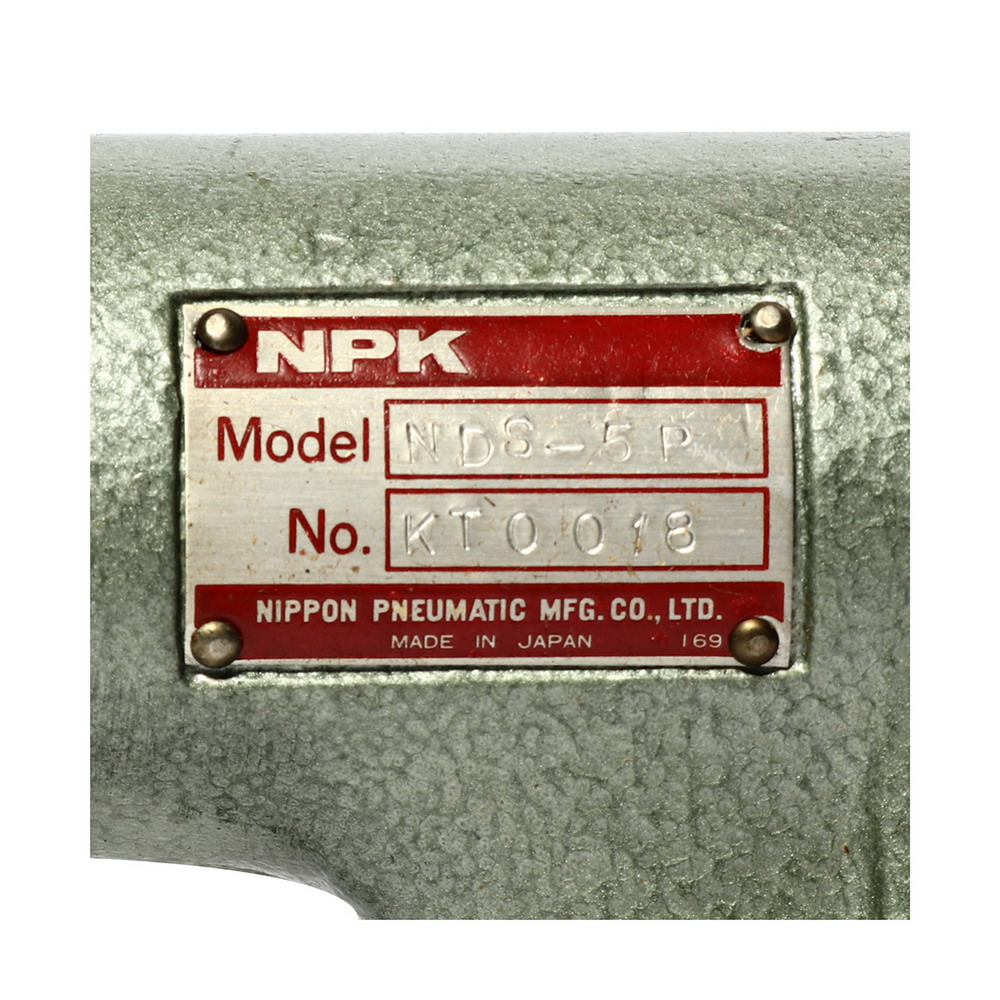 NPK
Model NDS-5P
No. KT0018
NIPPON PNEUMATIC MFG. CO., LTD.
MADE IN JAPAN 169